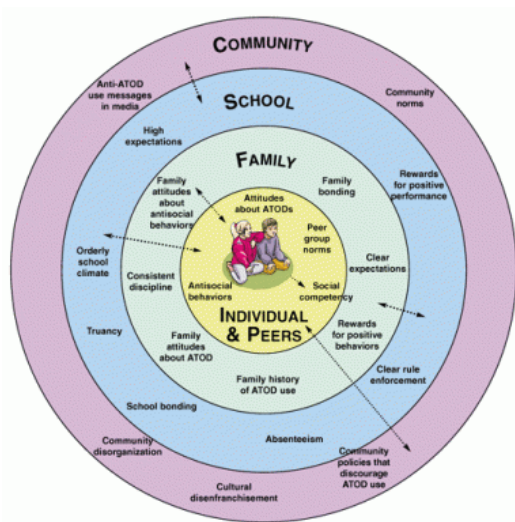 COMMUNITY
Anti-ATOD
use messages
in media
Community
norms
SCHOOL
High
expectations
Rewards
for positive
performance
Orderly
school
climate
Truancy
Clear rule
enforcement
School bonding
Absenteeism
FAMILY
Family
attitudes
about
antisocial
behaviors
Family
bonding
Clear
expectations
Consistent
discipline
Rewards
for positive
behaviors
Family
attitudes
about ATOD
Family history
of ATOD use
Attitudes
about ATODs
Peer
group
norms
Antisocial
behaviors
Social
competency
INDIVIDUAL
& PEERS
Community
disorganization
Cultural
disenfranchisement
Community
policies that
discourage
ATOD use